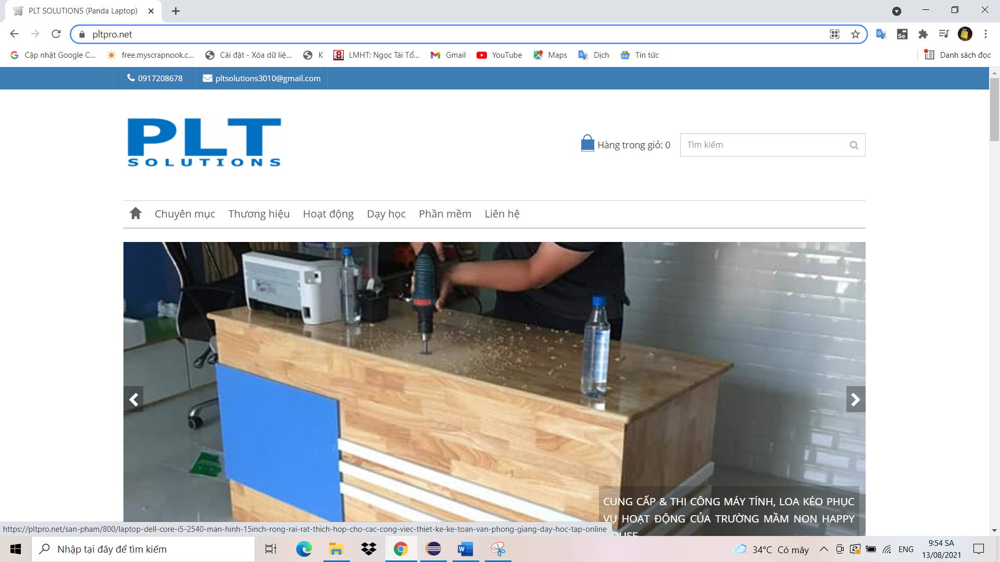 PLT SOLUTIONS (Panda Laptop)
pltpro.net
Cập nhật Google C...
free.myscrapnook.c...
Cài đặt - Xóa dữ liệ...
K
8
LMHT: Ngọc Tái Tổ...
Gmail
YouTube
Maps
Dịch
Tin tức
Danh sách đọc
0917208678
pltsolutions3010@gmail.com
PLT
SOLUTIONS
Hàng trong giỏ: 0
Tìm kiếm
Chuyên mục
Thương hiệu
Hoạt động
Dạy học
Phần mềm
Liên hệ
CUNG CẤP & THI CÔNG MÁY TÍNH, LOA KÉO PHỤC
VỤ HOẠT ĐỘNG CỦA TRƯỜNG MẦM NON HAPPY
https://pltpro.net/san-pham/800/laptop-dell-core-i5-2540-man-hinh-15inch-rong-rai-rat-thich-hop-cho-cac-cong-viec-thiet-ke-ke-toan-van-phong-giang-day-hoc-tap-online
Nhập tại đây để tìm kiếm
34°C Có mây
ENG
9:54 SA
13/08/2021